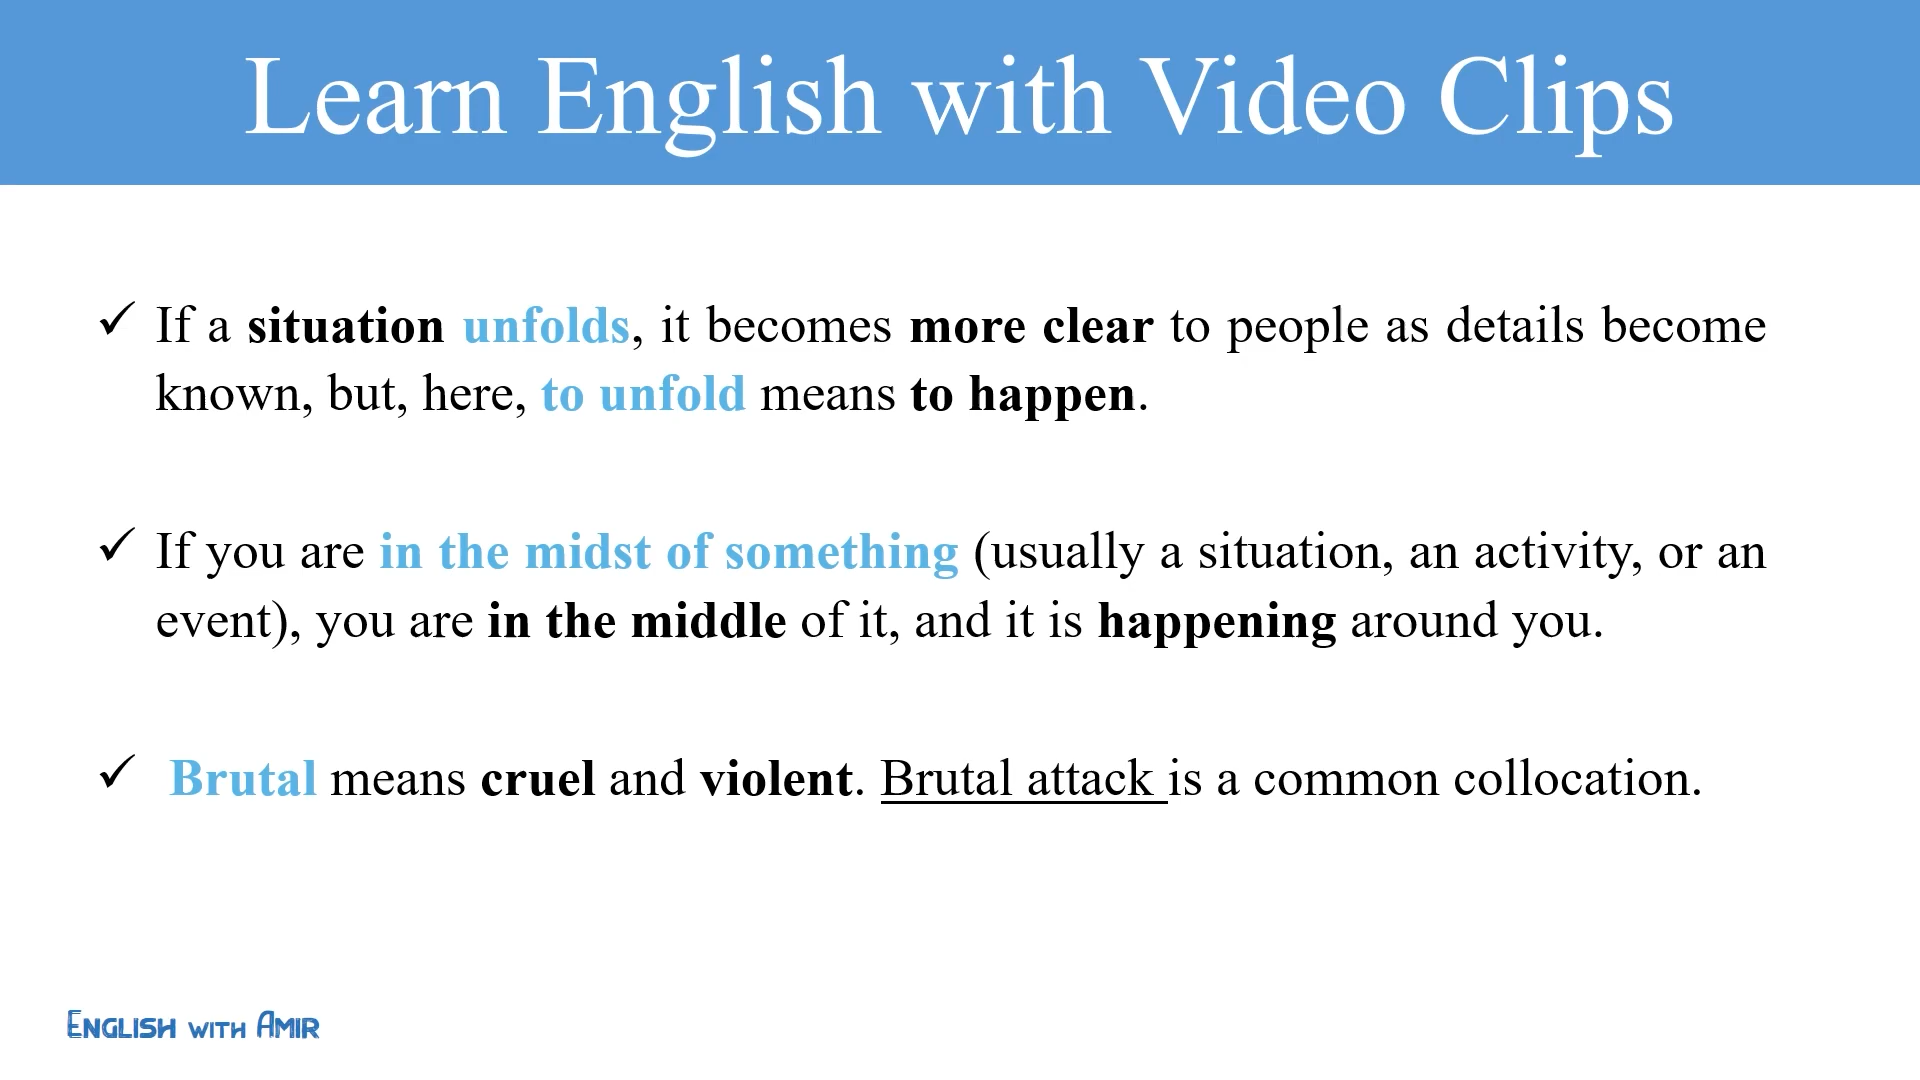 Learn English with Video Clips
✓ If a situation unfolds, it becomes more clear to people as details become
known, but, here, to unfold means to happen.
✓ If you are in the midst of something (usually a situation, an activity, or an
event), you are in the middle of it, and it is happening around you.
✓ Brutal means cruel and violent. Brutal attack is a common collocation.
English with Amir